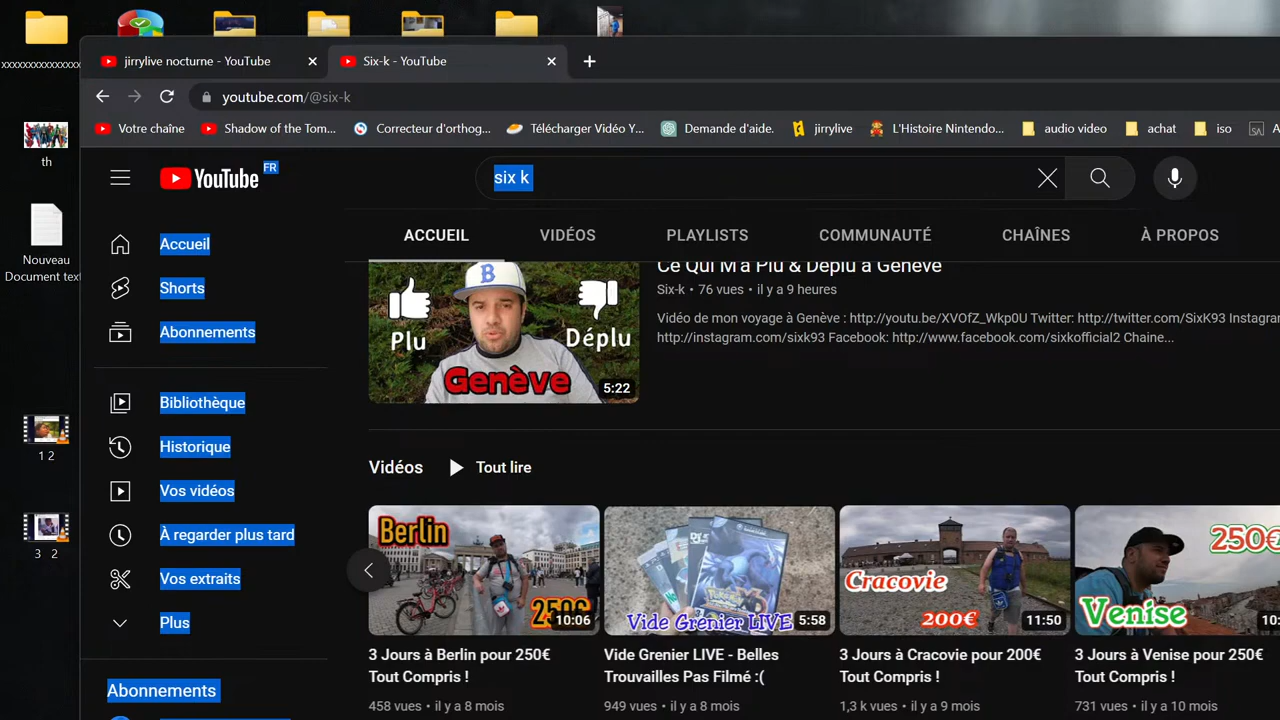 xxxxxxxxxxxxxxx
th
Nouveau
Document text
1 2
3 2
jirrylive nocturne - YouTube
Six-k - YouTube
youtube.com/@six-k
Votre chaîne
Shadow of the Tom...
Correcteur d'orthog...
Télécharger Vidéo Y...
Demande d'aide.
jirrylive
L'Histoire Nintendo...
audio video
achat
iso
SA
A
YouTube
FR
six k
Accueil
Shorts
Abonnements
Bibliothèque
Historique
Vos vidéos
À regarder plus tard
Vos extraits
Plus
Abonnements
ACCUEIL
VIDÉOS
PLAYLISTS
COMMUNAUTÉ
CHAÎNES
À PROPOS
B
Plu
Déplu
Genève
5:22
Ce Qui M'a Plu & Déplu à Genève
Six-k • 76 vues • il y a 9 heures
Vidéo de mon voyage à Genève : http://youtu.be/XVOfZ_Wkp0U Twitter: http://twitter.com/SixK93 Instagram
http://instagram.com/sixk93 Facebook: http://www.facebook.com/sixkofficial2 Chaine...
Vidéos
Tout lire
Berlin
250€
10:06
Vide Grenier LIVE
5:58
Cracovie
200€
11:50
250€
Venise
10:
3 Jours à Berlin pour 250€
Tout Compris !
458 vues • il y a 8 mois
Vide Grenier LIVE - Belles
Trouvailles Pas Filmé :(
949 vues • il y a 8 mois
3 Jours à Cracovie pour 200€
Tout Compris !
1,3 k vues • il y a 9 mois
3 Jours à Venise pour 250€
Tout Compris !
731 vues • il y a 10 mois